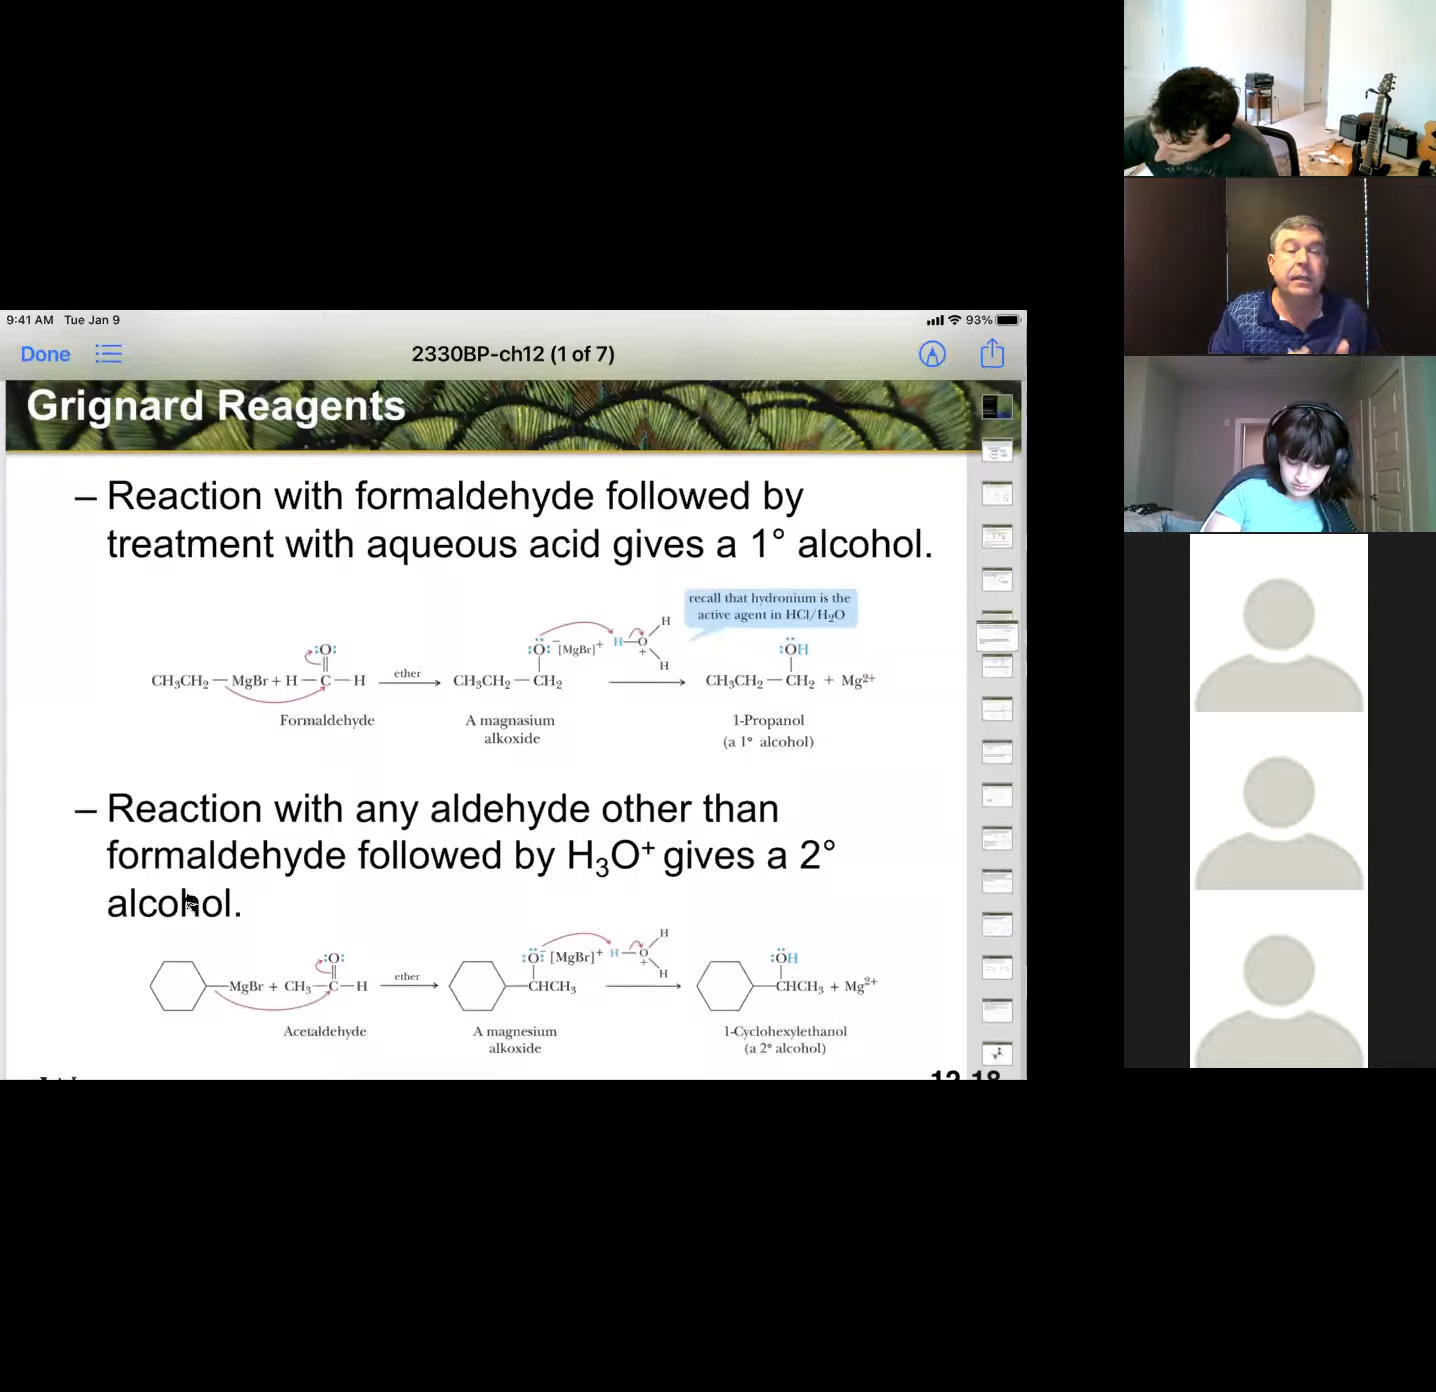 9:41 AM Tue Jan 9
93%
Done
2330BP-ch12 (1 of 7)
Grignard Reagents
– Reaction with formaldehyde followed by
treatment with aqueous acid gives a 1° alcohol.
recall that hydronium is the
active agent in HCl/H₂O
CH₃CH₂—MgBr + H—C—H
:O:
ether
:Ö:⁻ [MgBr]⁺
H—O
+
H
H
CH₃CH₂—CH₂
:ÖH
CH₃CH₂—CH₂ + Mg²⁺
Formaldehyde
A magnasium
alkoxide
1-Propanol
(a 1° alcohol)
– Reaction with any aldehyde other than
formaldehyde followed by H₃O⁺ gives a 2°
alcohol.
—MgBr + CH₃—C—H
:O:
ether
:Ö:⁻ [MgBr]⁺
H—O
+
H
H
—CHCH₃
:ÖH
—CHCH₃ + Mg²⁺
Acetaldehyde
A magnesium
alkoxide
1-Cyclohexylethanol
(a 2° alcohol)
12-18